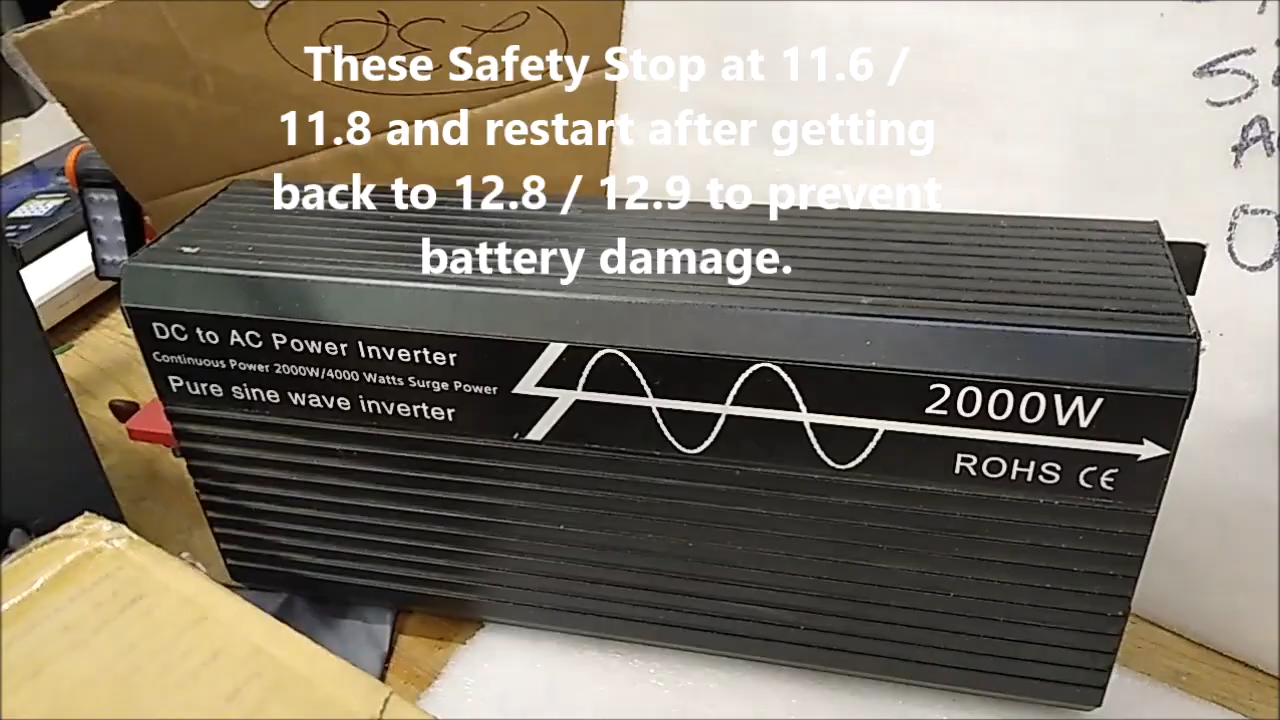 These Safety Stop at 11.6 /
11.8 and restart after getting
back to 12.8 / 12.9 to prevent
battery damage.
DC to AC Power Inverter
Continuous Power 2000W/4000 Watts Surge Power
Pure sine wave inverter
2000W
ROHS CE
S
A
O